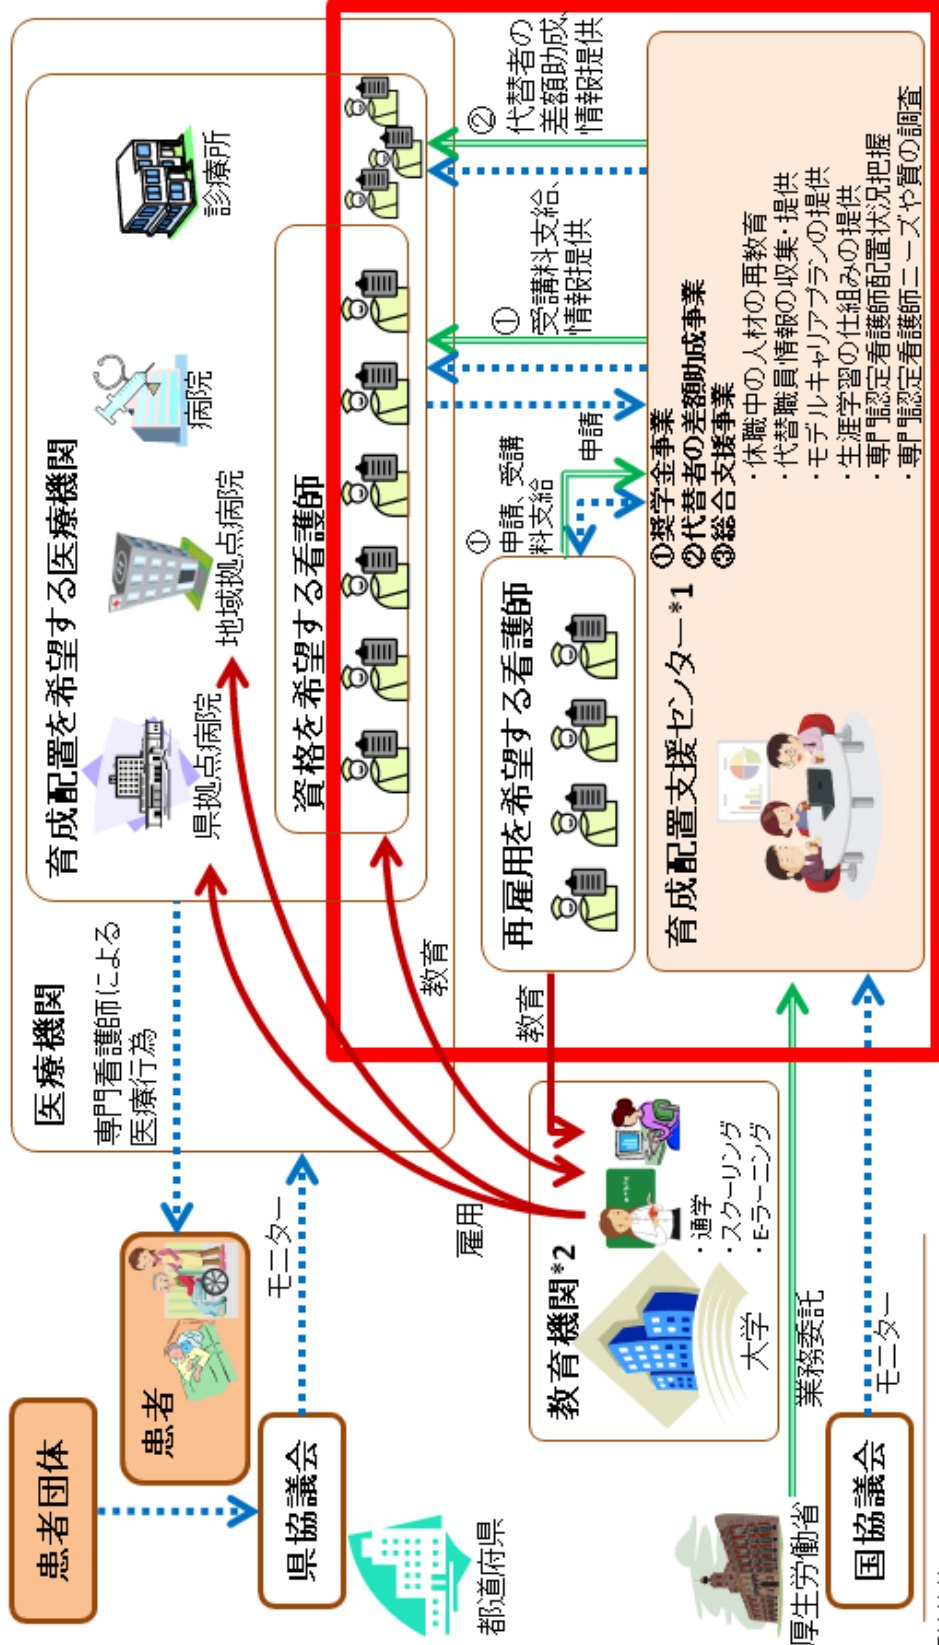 患者団体
患者
県協議会
都道府県
モニター
医療機関
専門看護師による
医療行為
育成配置を希望する医療機関
県拠点病院
地域拠点病院
病院
診療所
資格を希望する看護師
教育
雇用
教育機関*2
大学
・通学
・スクーリング
・E-ラーニング
教育
再雇用を希望する看護師
①
申請、受講
料支給
申請
①
受講料支給、
情報提供
②
代替者の
差額助成、
情報提供
育成配置支援センター*1
①奨学金事業
②代替者の差額助成事業
③総合支援事業
・休職中の人材の再教育
・代替職員情報の収集・提供
・モデルキャリアプランの提供
・生涯学習の仕組みの提供
・専門認定看護師配置状況把握
・専門認定看護師ニーズや質の調査
厚生労働省
業務委託
国協議会
モニター